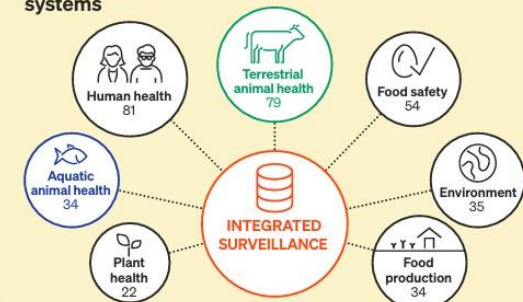 systems
Human health
81
Terrestrial
animal health
79
Food safety
54
Aquatic
animal health
34
Environment
35
INTEGRATED
SURVEILLANCE
Plant
health
22
Food
production
34